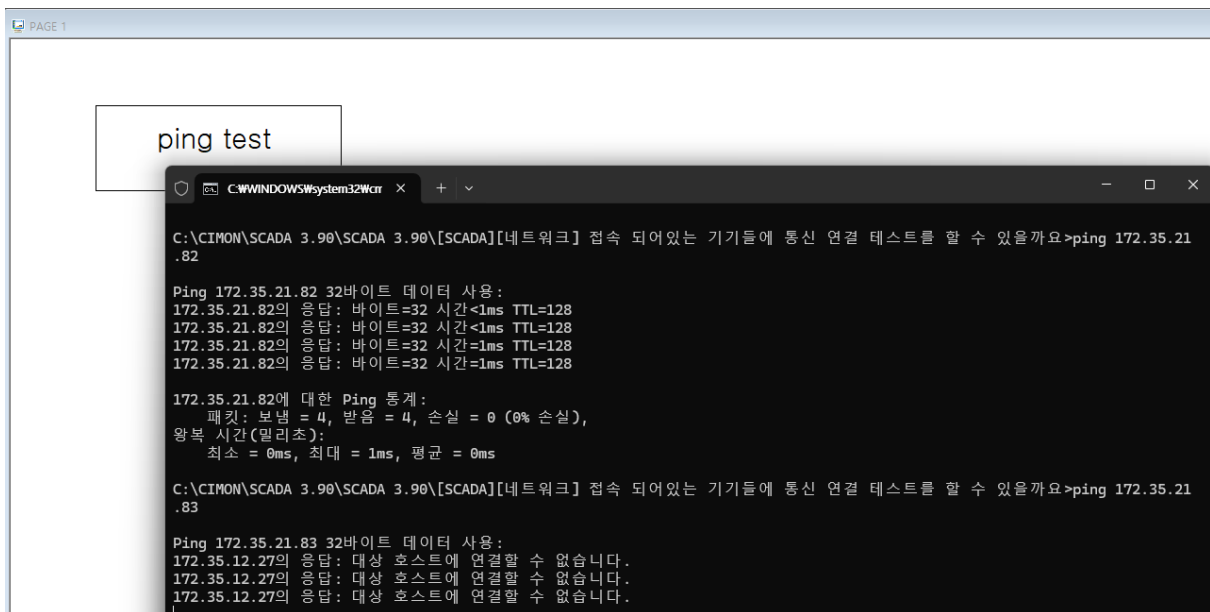 PAGE 1
ping test
C:₩WINDOWS₩system32₩cm
C:\CIMON\SCADA 3.90\SCADA 3.90\[SCADA][네트워크] 접속 되어있는 기기들에 통신 연결 테스트를 할 수 있을까요>ping 172.35.21
.82
Ping 172.35.21.82 32바이트 데이터 사용:
172.35.21.82의 응답: 바이트=32 시간<1ms TTL=128
172.35.21.82의 응답: 바이트=32 시간<1ms TTL=128
172.35.21.82의 응답: 바이트=32 시간=1ms TTL=128
172.35.21.82의 응답: 바이트=32 시간=1ms TTL=128
172.35.21.82에 대한 Ping 통계:
패킷: 보냄 = 4, 받음 = 4, 손실 = 0 (0% 손실),
왕복 시간(밀리초):
최소 = 0ms, 최대 = 1ms, 평균 = 0ms
C:\CIMON\SCADA 3.90\SCADA 3.90\[SCADA][네트워크] 접속 되어있는 기기들에 통신 연결 테스트를 할 수 있을까요>ping 172.35.21
.83
Ping 172.35.21.83 32바이트 데이터 사용:
172.35.12.27의 응답: 대상 호스트에 연결할 수 없습니다.
172.35.12.27의 응답: 대상 호스트에 연결할 수 없습니다.
172.35.12.27의 응답: 대상 호스트에 연결할 수 없습니다.